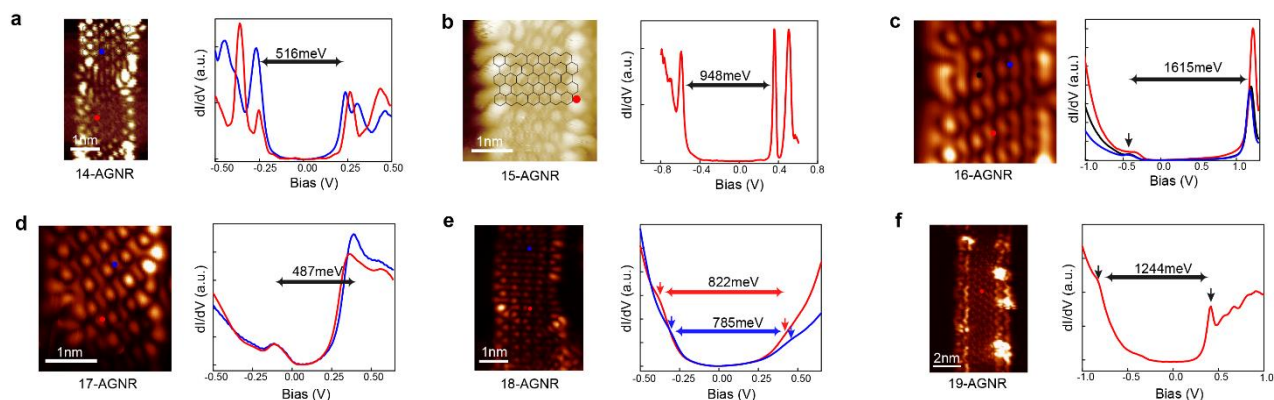 a
516meV
dI/dV (a.u.)
1nm
-0.50 -0.25 0.00 0.25 0.50
Bias (V)
14-AGNR
b
948meV
dI/dV (a.u.)
1nm
-0.8 -0.4 0.0 0.4 0.8
Bias (V)
15-AGNR
c
1615meV
dI/dV (a.u.)
1nm
-1.0 -0.5 0.0 0.5 1.0
Bias (V)
16-AGNR
d
487meV
dI/dV (a.u.)
1nm
-0.50 -0.25 0.00 0.25 0.50
Bias (V)
17-AGNR
e
822meV
785meV
dI/dV (a.u.)
1nm
-0.50 -0.25 0.00 0.25 0.50
Bias (V)
18-AGNR
f
1244meV
dI/dV (a.u.)
2nm
-1.0 -0.5 0.0 0.5 1.0
Bias (V)
19-AGNR